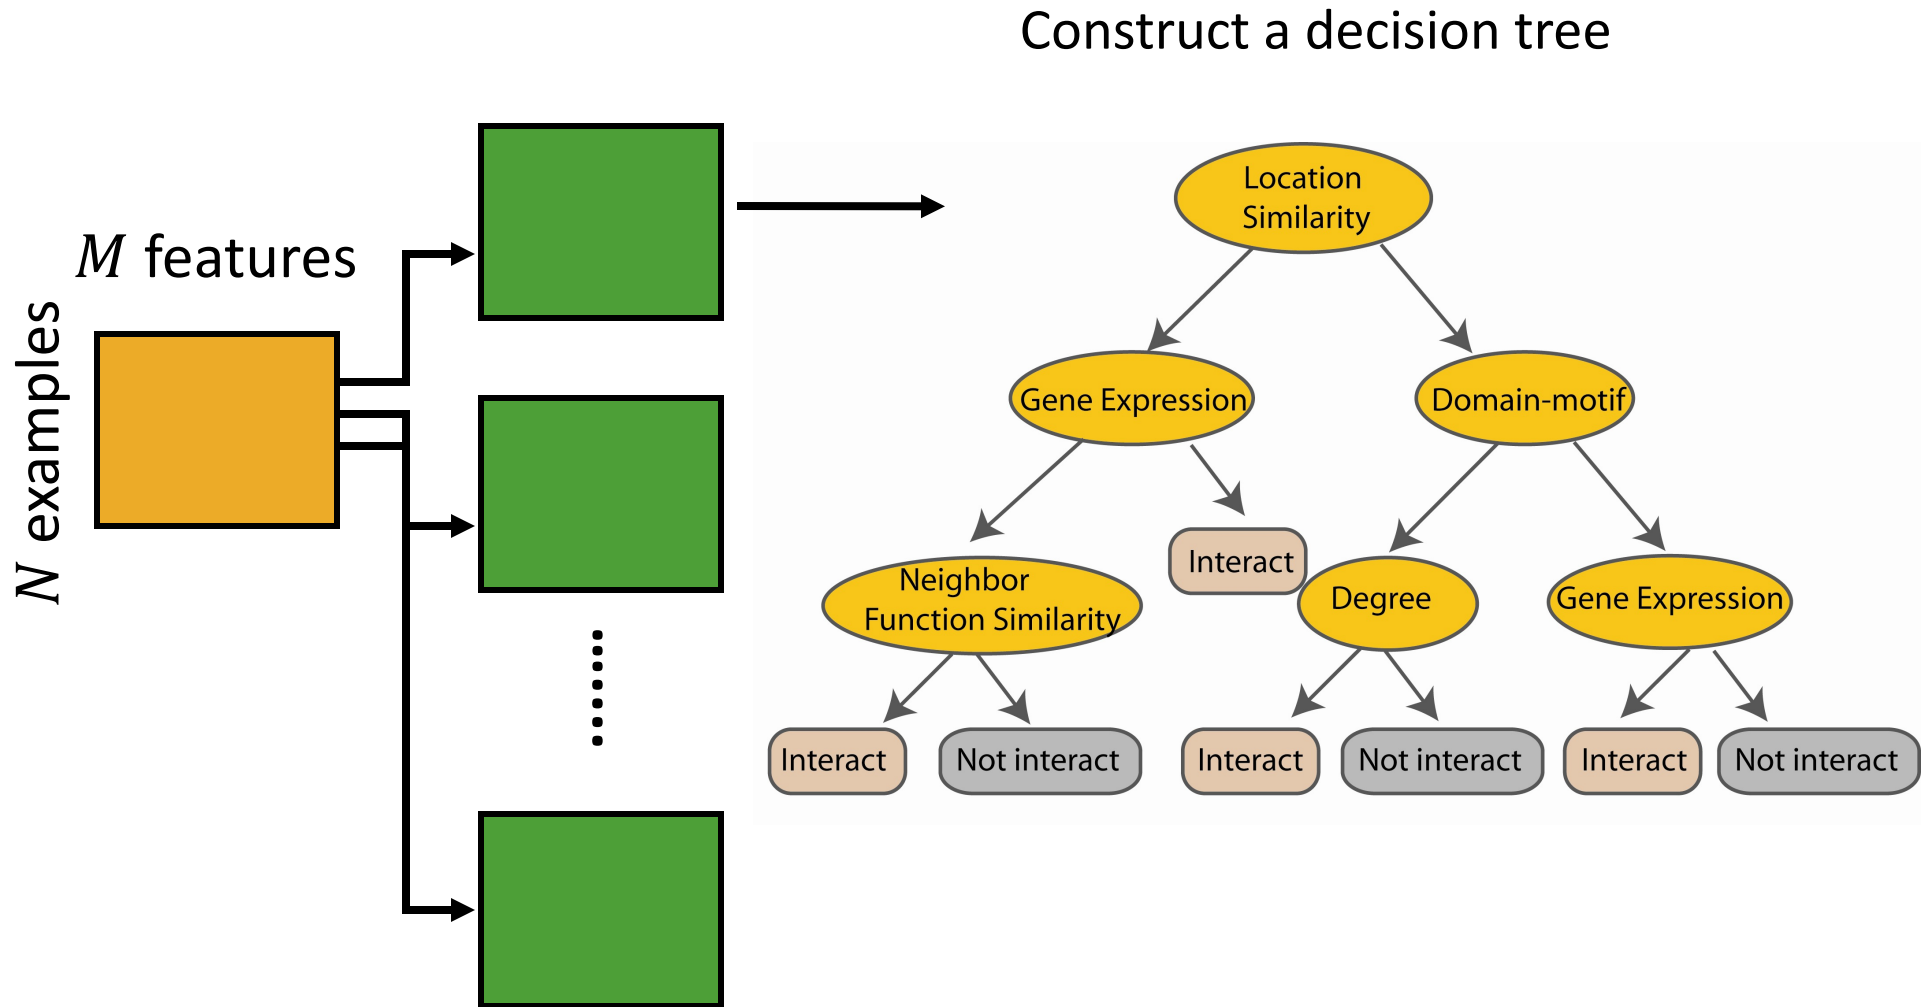 Construct a decision tree
M features
N examples
Location
Similarity
Gene Expression
Domain-motif
Interact
Neighbor
Function Similarity
Degree
Gene Expression
Interact
Not interact
Interact
Not interact
Interact
Not interact